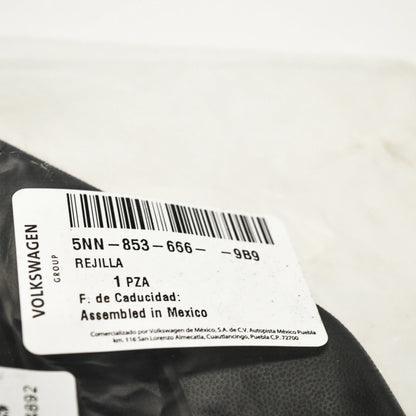 VOLKSWAGEN
GROUP
5NN-853-666- -9B9
REJILLA
1 PZA
F. de Caducidad:
Assembled in Mexico
Comercializado por Volkswagen de México, S.A. de C.V. Autopista México Puebla
km. 116 San Lorenzo Almecatla, Cuautlancingo, Puebla C.P. 72700